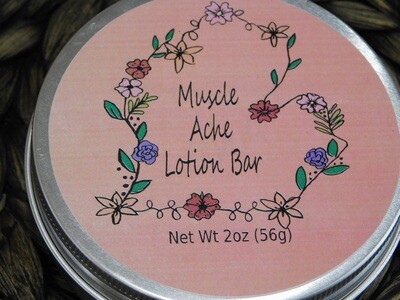 Muscle
Ache
Lotion Bar
Net Wt 2oz (56g)